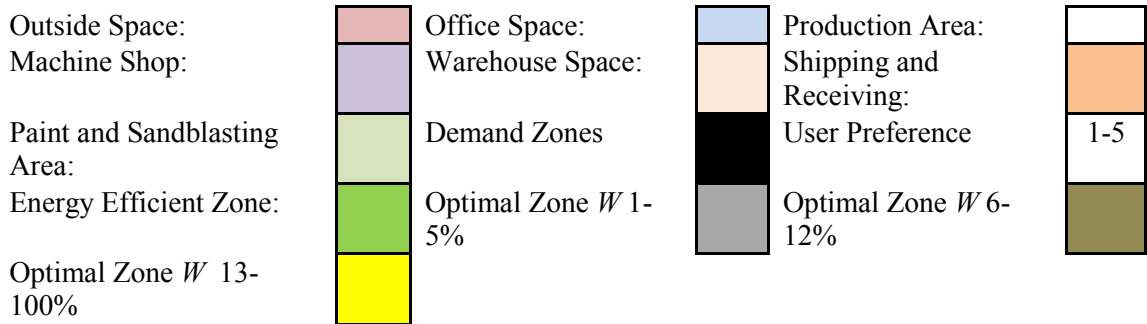 Outside Space:
Office Space:
Production Area:
Machine Shop:
Warehouse Space:
Shipping and
Receiving:
Paint and Sandblasting
Area:
Demand Zones
User Preference
1-5
Energy Efficient Zone:
Optimal Zone W 1-
5%
Optimal Zone W 6-
12%
Optimal Zone W 13-
100%